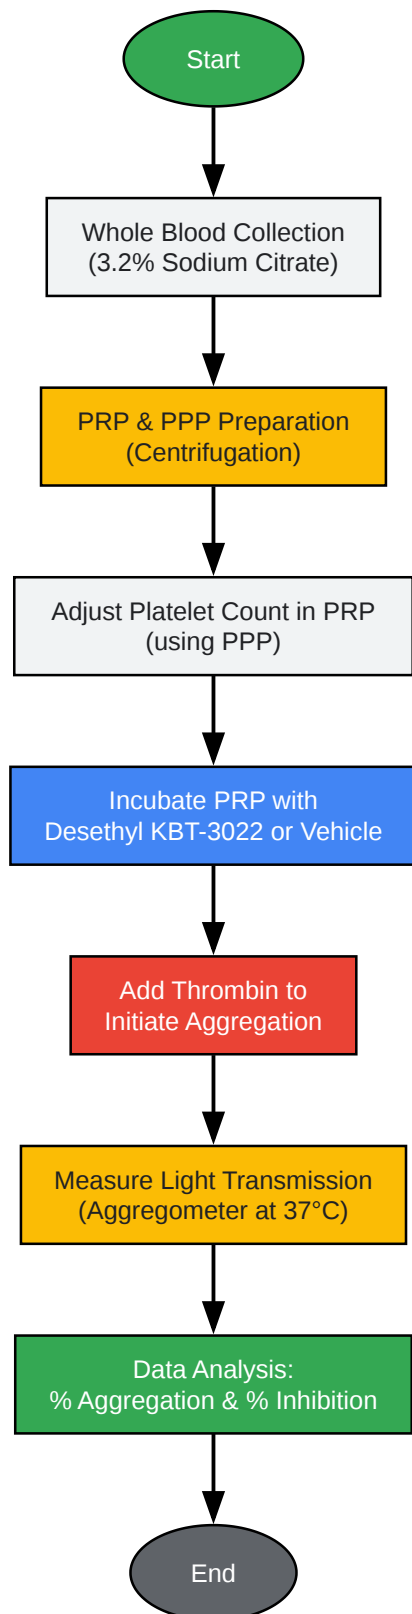 Start
Whole Blood Collection
(3.2% Sodium Citrate)
PRP & PPP Preparation
(Centrifugation)
Adjust Platelet Count in PRP
(using PPP)
Incubate PRP with
Desethyl KBT-3022 or Vehicle
Add Thrombin to
Initiate Aggregation
Measure Light Transmission
(Aggregometer at 37°C)
Data Analysis:
% Aggregation & % Inhibition
End